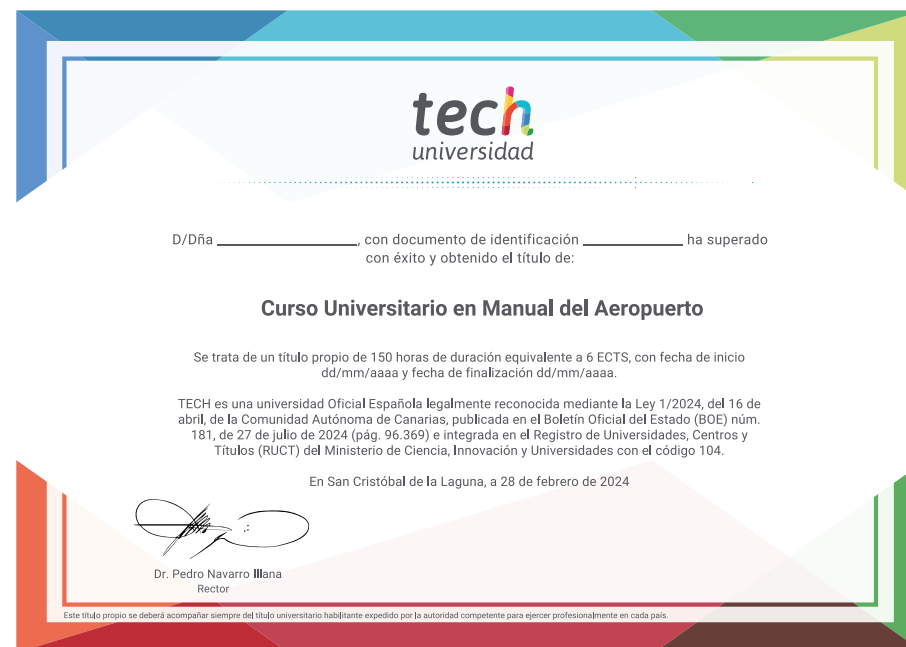 tech
universidad
D/Dña ____________, con documento de identificación ____________ ha superado
con éxito y obtenido el título de:
Curso Universitario en Manual del Aeropuerto
Se trata de un título propio de 150 horas de duración equivalente a 6 ECTS, con fecha de inicio
dd/mm/aaaa y fecha de finalización dd/mm/aaaa.
TECH es una universidad Oficial Española legalmente reconocida mediante la Ley 1/2024, del 16 de
abril, de la Comunidad Autónoma de Canarias, publicada en el Boletín Oficial del Estado (BOE) núm.
181, de 27 de julio de 2024 (pág. 96.369) e integrada en el Registro de Universidades, Centros y
Títulos (RUCT) del Ministerio de Ciencia, Innovación y Universidades con el código 104.
En San Cristóbal de la Laguna, a 28 de febrero de 2024
Dr. Pedro Navarro Illana
Rector
Este título propio se deberá acompañar siempre del título universitario habilitante expedido por la autoridad competente para ejercer profesionalmente en cada país.